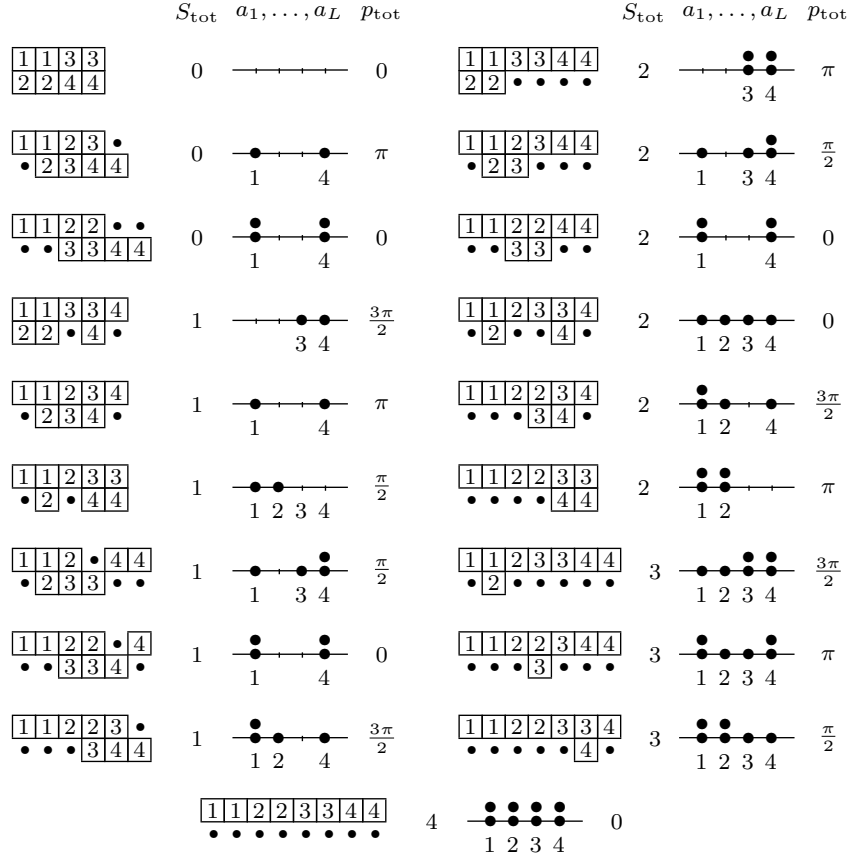 S_tot a_1, . . . , a_L p_tot S_tot a_1, . . . , a_L p_tot
1 1 3 3 1 1 3 3 4 4
2 2 4 4 0 0 2 2 • • • • 2 π
3 4
1 1 2 3 • 1 1 2 3 4 4
• 2 3 4 4 0 π • 2 3 • • • 2 π/2
1 4 1 3 4
1 1 2 2 • • 1 1 2 2 4 4
• • 3 3 4 4 0 0 • • 3 3 • • 2 0
1 4 1 4
1 1 3 3 4 1 1 2 3 3 4
2 2 • 4 • 1 3π/2 • 2 • • 4 • 2 0
3 4 1 2 3 4
1 1 2 3 4 1 1 2 2 3 4
• 2 3 4 • 1 π • • • 3 4 • 2 3π/2
1 4 1 2 4
1 1 2 3 3 1 1 2 2 3 3
• 2 • 4 4 1 π/2 • • • • 4 4 2 π
1 2 3 4 1 2
1 1 2 • 4 4 1 1 2 3 3 4 4
• 2 3 3 • • 1 π/2 • 2 • • • • • 3 3π/2
1 3 4 1 2 3 4
1 1 2 2 • 4 1 1 2 2 3 4 4
• • 3 3 4 • 1 0 • • • 3 • • • 3 π
1 4 1 2 3 4
1 1 2 2 3 • 1 1 2 2 3 3 4
• • • 3 4 4 1 3π/2 • • • • • 4 • 3 π/2
1 2 4 1 2 3 4
1 1 2 2 3 3 4 4
• • • • • • • • 4 0
1 2 3 4